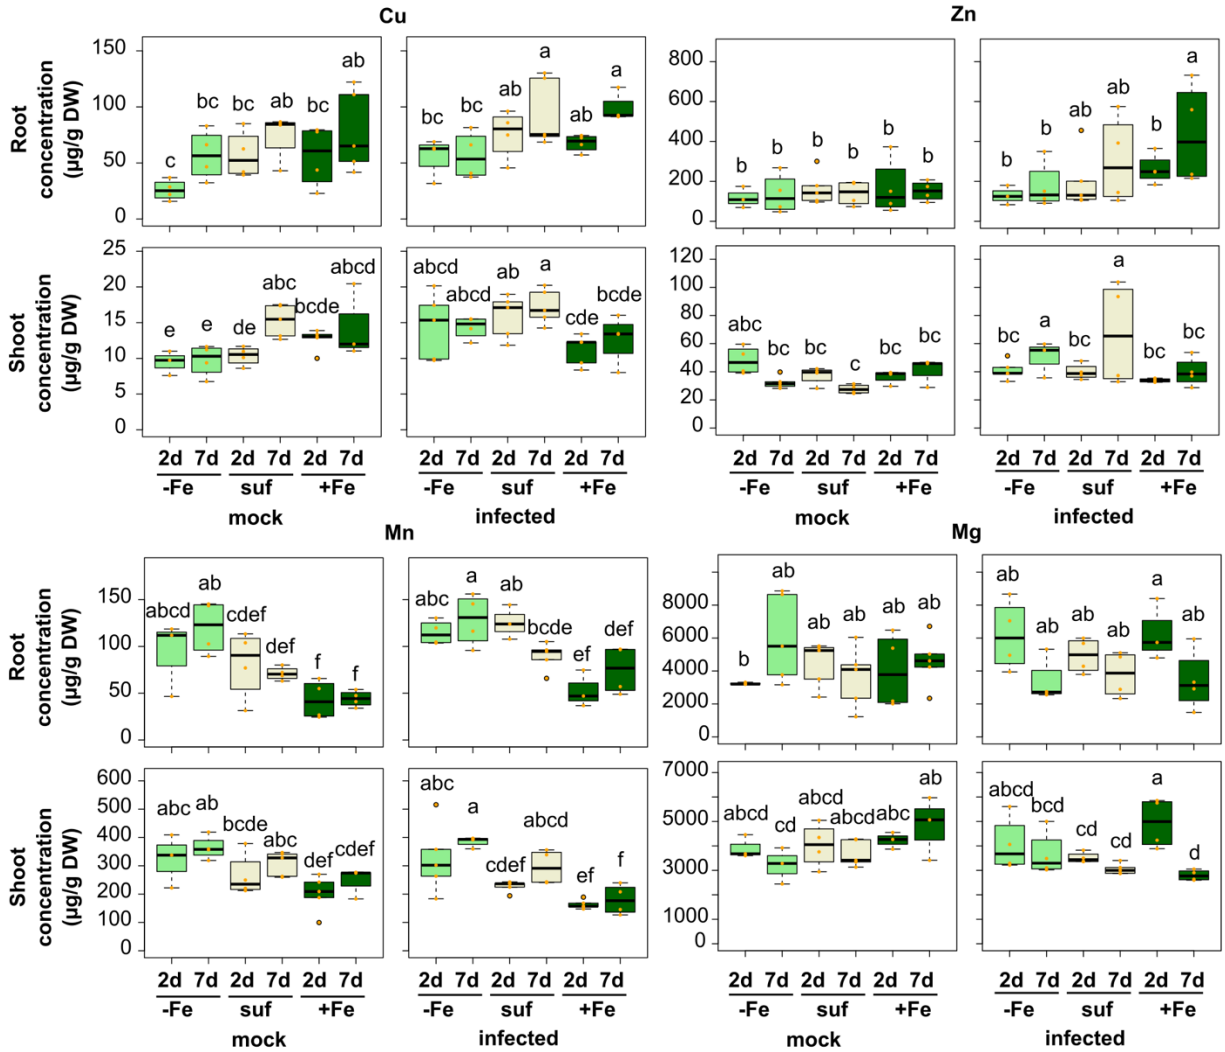 Cu
Zn
Root
concentration
(µg/g DW)
150
100
50
0
c
bc
bc
ab
bc
ab
bc
bc
ab
a
ab
a
800
600
400
200
0
b
b
b
b
b
b
b
b
ab
a
b
a
Shoot
concentration
(µg/g DW)
25
20
15
10
5
0
e
e
de
abc
bcde
abcd
abcd
abcd
ab
a
cde
bcde
120
100
80
60
40
20
0
abc
bc
bc
c
bc
bc
bc
a
bc
a
bc
bc
2d 7d 2d 7d 2d 7d
-Fe suf +Fe
mock
2d 7d 2d 7d 2d 7d
-Fe suf +Fe
infected
2d 7d 2d 7d 2d 7d
-Fe suf +Fe
mock
2d 7d 2d 7d 2d 7d
-Fe suf +Fe
infected
Mn
Mg
Root
concentration
(µg/g DW)
150
100
50
0
abcd
ab
cdef
def
f
f
abc
a
ab
bcde
ef
def
8000
6000
4000
2000
0
b
ab
ab
ab
ab
ab
ab
ab
ab
ab
a
ab
Shoot
concentration
(µg/g DW)
600
500
400
300
200
100
0
abc
ab
bcde
abc
def
cdef
abc
a
cdef
abcd
ef
f
7000
6000
5000
4000
3000
2000
1000
0
abcd
cd
abcd
abcd
abc
ab
abcd
bcd
cd
cd
a
d
2d 7d 2d 7d 2d 7d
-Fe suf +Fe
mock
2d 7d 2d 7d 2d 7d
-Fe suf +Fe
infected
2d 7d 2d 7d 2d 7d
-Fe suf +Fe
mock
2d 7d 2d 7d 2d 7d
-Fe suf +Fe
infected